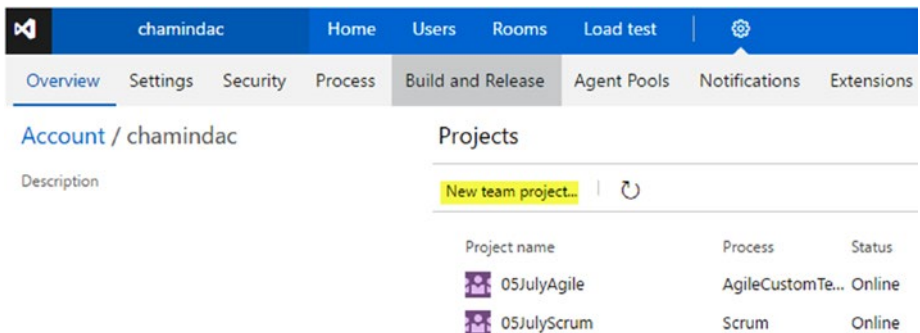 chamindac Home Users Rooms Load test
Overview Settings Security Process Build and Release Agent Pools Notifications Extensions
Account / chamindac
Description
Projects
New team project...
Project name Process Status
05JulyAgile AgileCustomTe... Online
05JulyScrum Scrum Online